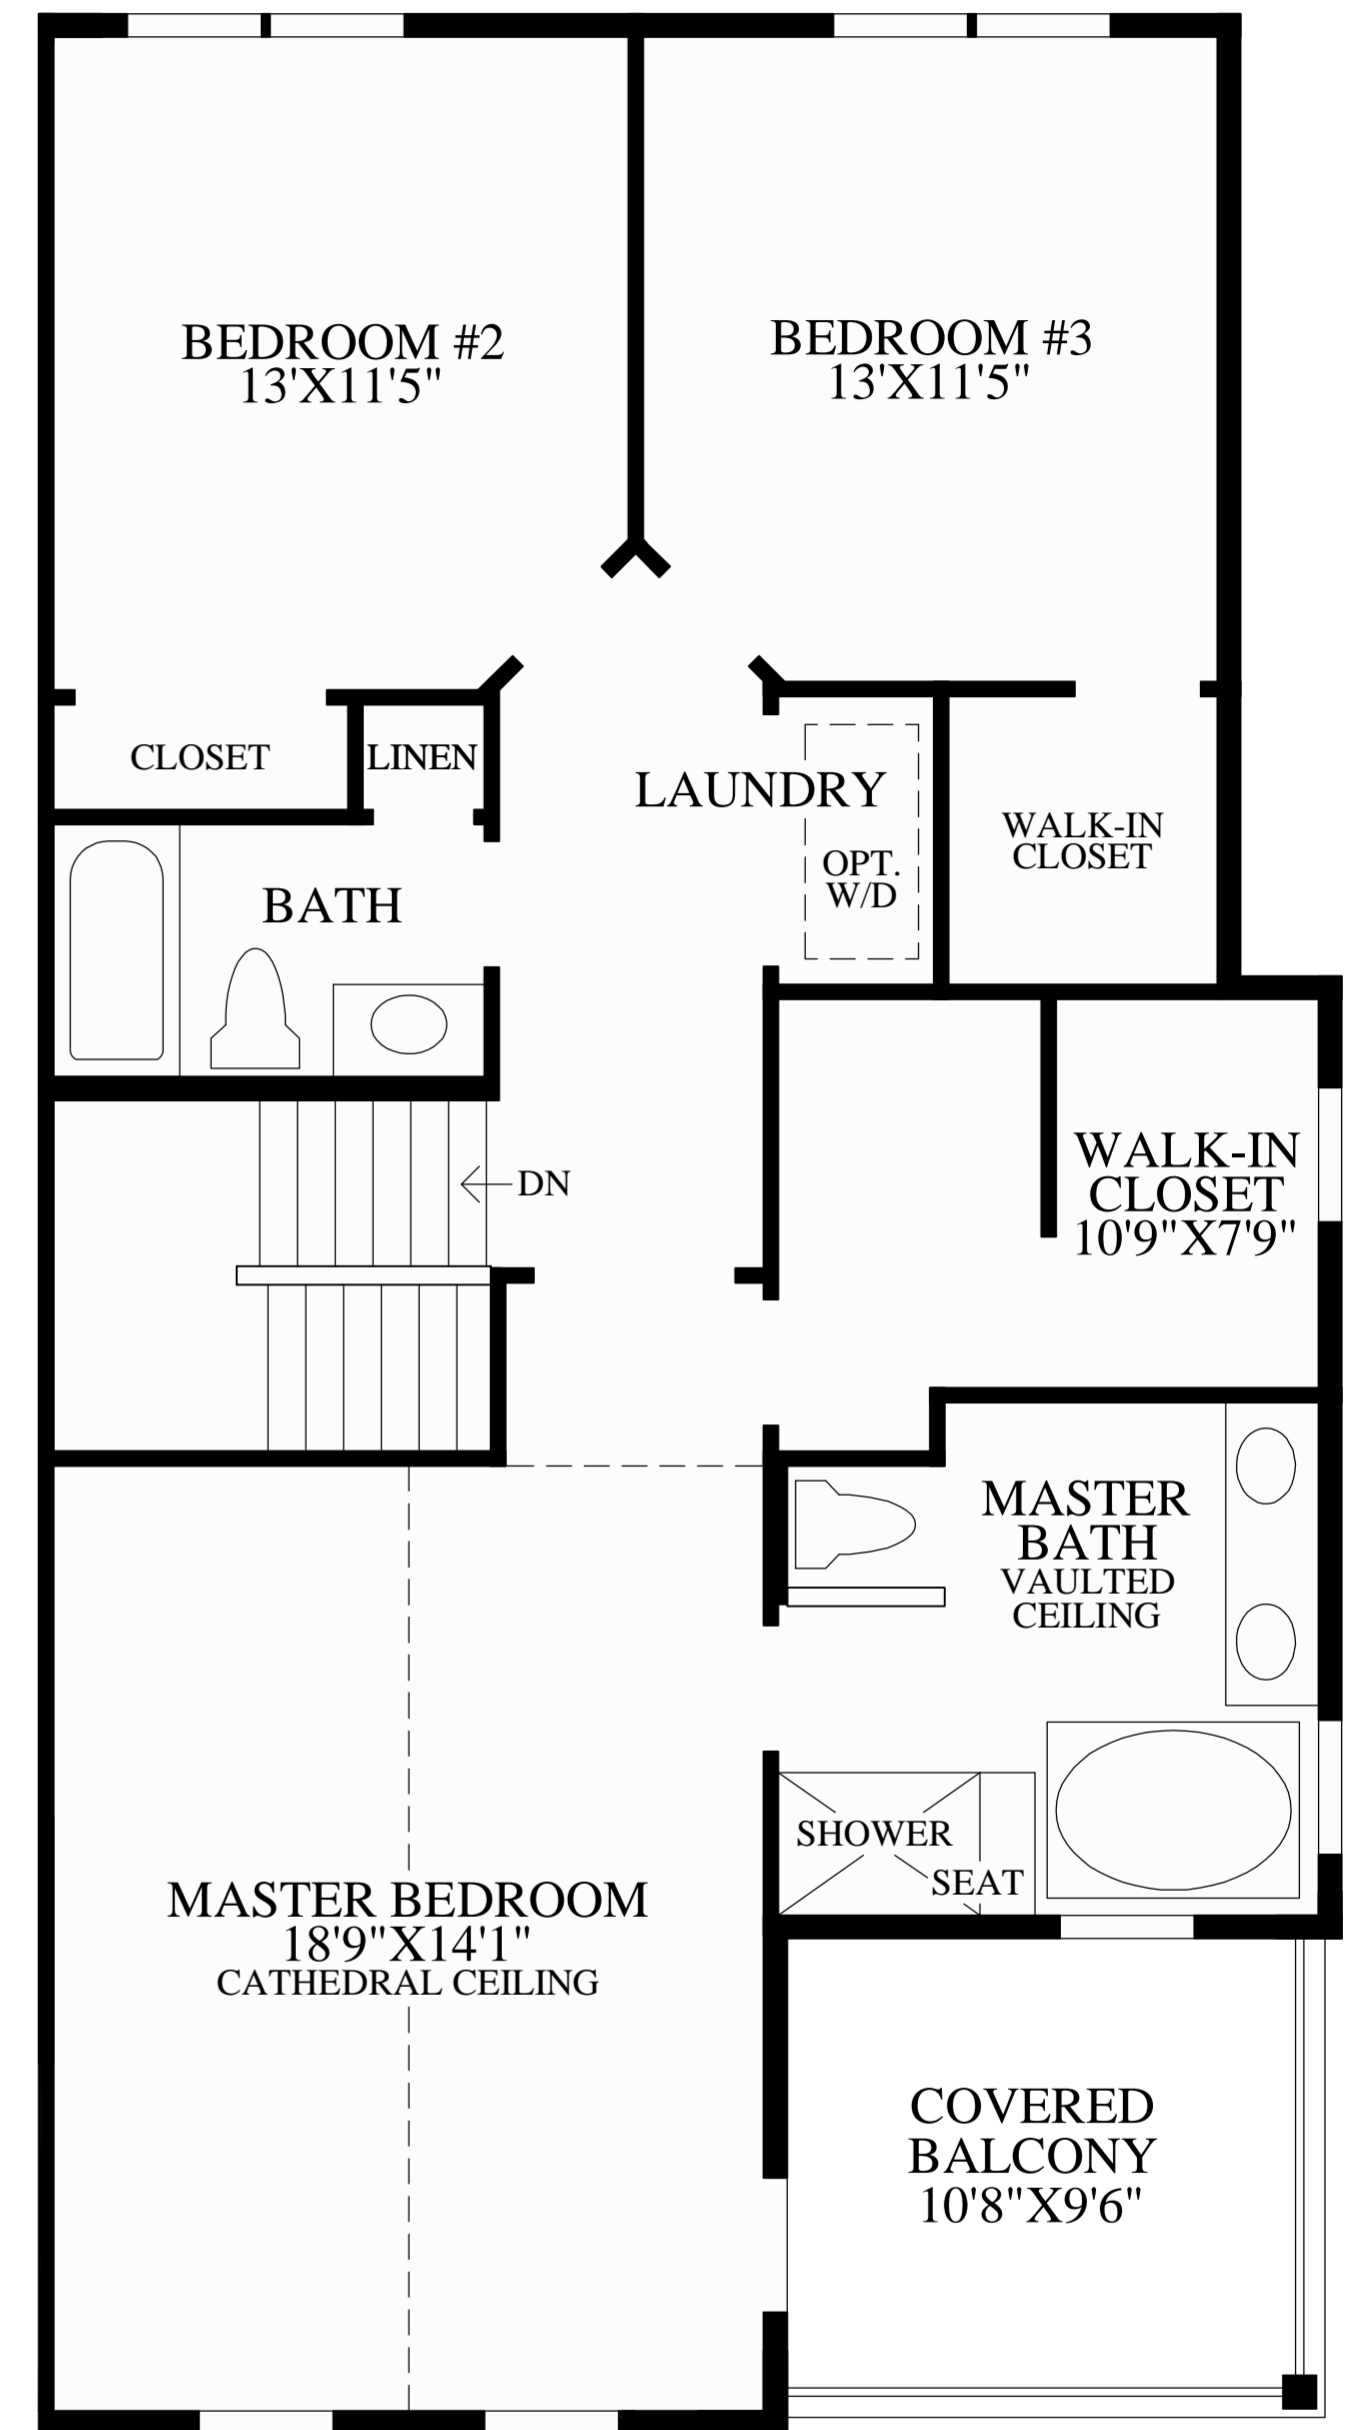 BEDROOM #2
13'X11'5"
BEDROOM #3
13'X11'5"
CLOSET
LINEN
LAUNDRY
OPT.
W/D
WALK-IN
CLOSET
BATH
DN
WALK-IN
CLOSET
10'9"X7'9"
MASTER
BATH
VAULTED
CEILING
SHOWER
SEAT
MASTER BEDROOM
18'9"X14'1"
CATHEDRAL CEILING
COVERED
BALCONY
10'8"X9'6"